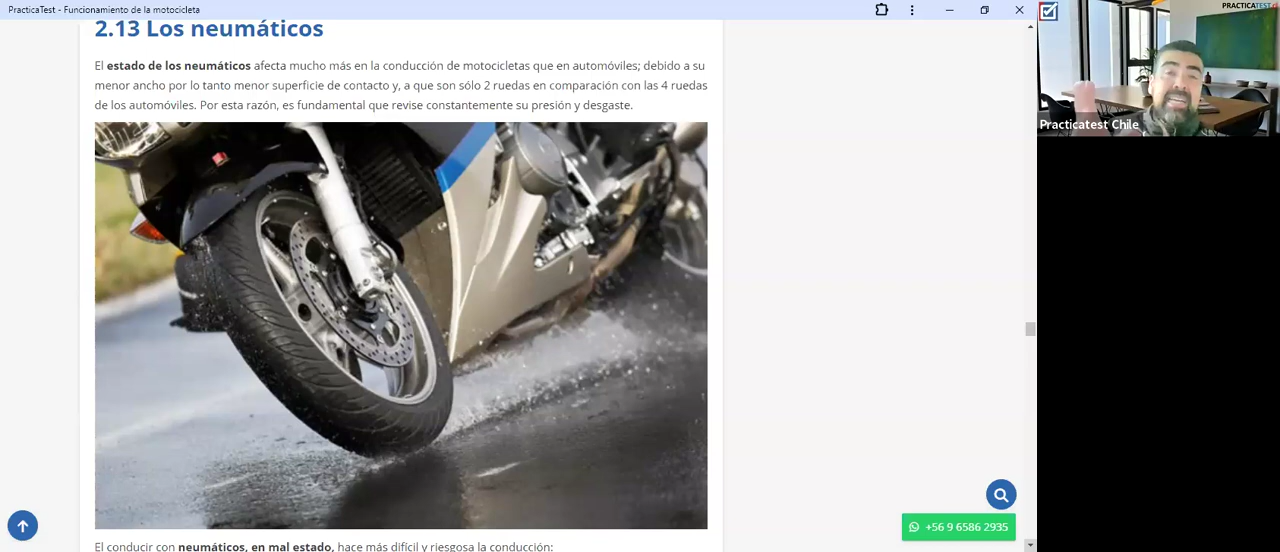 PracticaTest - Funcionamiento de la motocicleta
PRACTICATEST
2.13 Los neumáticos
El estado de los neumáticos afecta mucho más en la conducción de motocicletas que en automóviles; debido a su
menor ancho por lo tanto menor superficie de contacto y, a que son sólo 2 ruedas en comparación con las 4 ruedas
de los automóviles. Por esta razón, es fundamental que revise constantemente su presión y desgaste.
Practicatest Chile
+56 9 6586 2935
El conducir con neumáticos, en mal estado, hace más difícil y riesgosa la conducción: